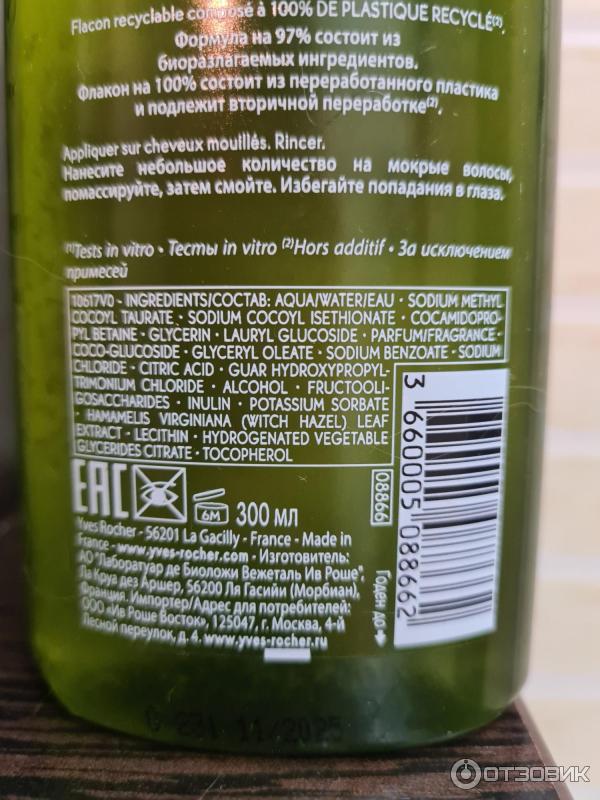 Flacon recyclable composé à 100% DE PLASTIQUE RECYCLÉ(2).
Формула на 97% состоит из
биоразлагаемых ингредиентов.
Флакон на 100% состоит из переработанного пластика
и подлежит вторичной переработке(2).
Appliquer sur cheveux mouillés. Rincer.
Нанесите небольшое количество на мокрые волосы,
помассируйте, затем смойте. Избегайте попадания в глаза.
(1)Tests in vitro • Тесты in vitro (2)Hors additif • За исключением
примесей
10617V0 - INGREDIENTS/СОСТАВ: AQUA/WATER/EAU • SODIUM METHYL
COCOYL TAURATE • SODIUM COCOYL ISETHIONATE • COCAMIDOPRO-
PYL BETAINE • GLYCERIN • LAURYL GLUCOSIDE • PARFUM/FRAGRANCE •
COCO-GLUCOSIDE • GLYCERYL OLEATE • SODIUM BENZOATE • SODIUM
CHLORIDE • CITRIC ACID • GUAR HYDROXYPROPYL-
TRIMONIUM CHLORIDE • ALCOHOL • FRUCTOOLI-
GOSACCHARIDES • INULIN • POTASSIUM SORBATE
• HAMAMELIS VIRGINIANA (WITCH HAZEL) LEAF
EXTRACT • LECITHIN • HYDROGENATED VEGETABLE
GLYCERIDES CITRATE • TOCOPHEROL
3 660005 088662
08866
EAC 6M 300 мл
Годен до
Yves Rocher - 56201 La Gacilly - France - Made in
France - www.yves-rocher.com - Изготовитель:
АО "Лаборатуар де Биоложи Вежеталь Ив Роше",
Ла Круа дез Аршер, 56200 Ля Гасийи (Морбиан),
Франция. Импортер/Адрес для потребителей:
ООО «Ив Роше Восток», 125047, г. Москва, 4-й
Лесной переулок, д. 4. www.yves-rocher.ru
11/2025
ОТЗОВИК